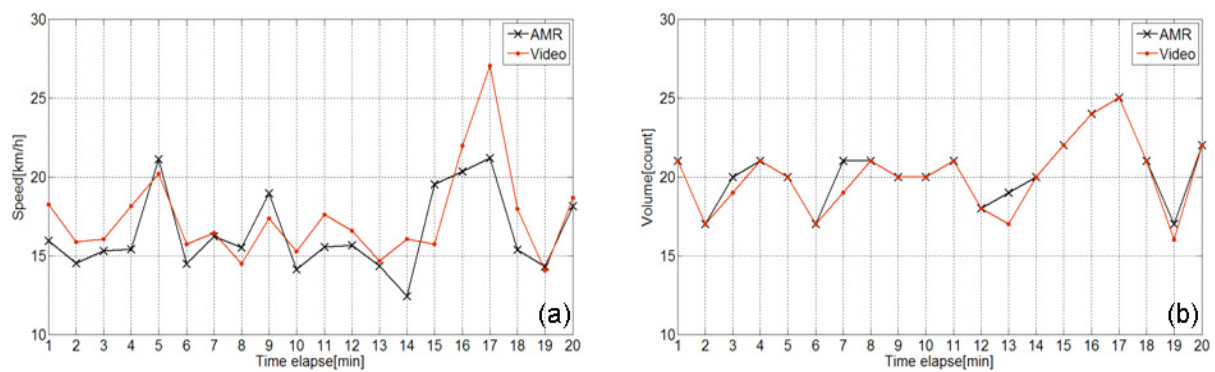 30
25
20
15
10
Speed[km/h]
AMR
Video
(a)
1 2 3 4 5 6 7 8 9 10 11 12 13 14 15 16 17 18 19 20
Time elapse[min]
30
25
20
15
10
Volume[count]
AMR
Video
(b)
1 2 3 4 5 6 7 8 9 10 11 12 13 14 15 16 17 18 19 20
Time elapse[min]